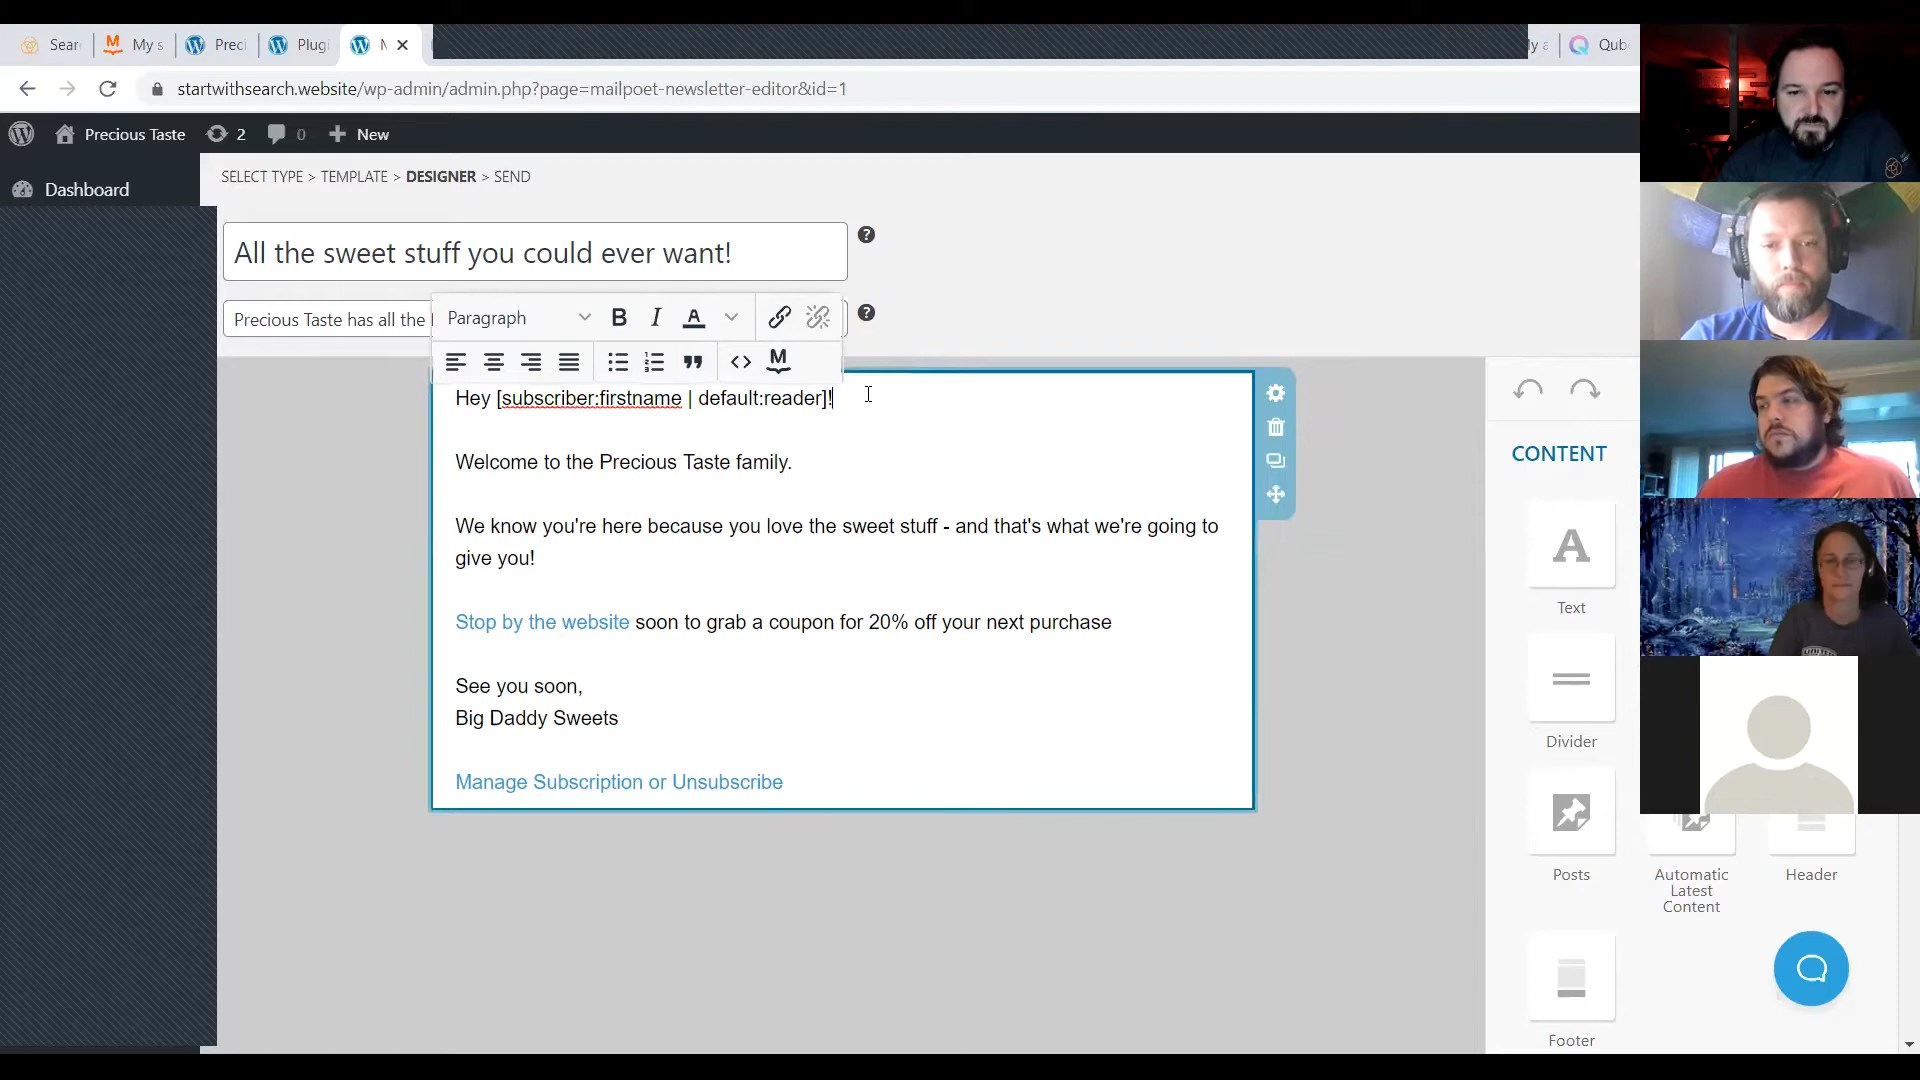 Sear
My s
Preci
Plugi
ly a
Qub
startwithsearch.website/wp-admin/admin.php?page=mailpoet-newsletter-editor&id=1
Precious Taste 2 0 New
Dashboard
SELECT TYPE > TEMPLATE > DESIGNER > SEND
All the sweet stuff you could ever want!
Precious Taste has all the
Paragraph
Hey [subscriber:firstname | default:reader]!
Welcome to the Precious Taste family.
We know you're here because you love the sweet stuff - and that's what we're going to
give you!
Stop by the website soon to grab a coupon for 20% off your next purchase
See you soon,
Big Daddy Sweets
Manage Subscription or Unsubscribe
CONTENT
Text
Divider
Posts
Automatic
Latest
Content
Header
Footer